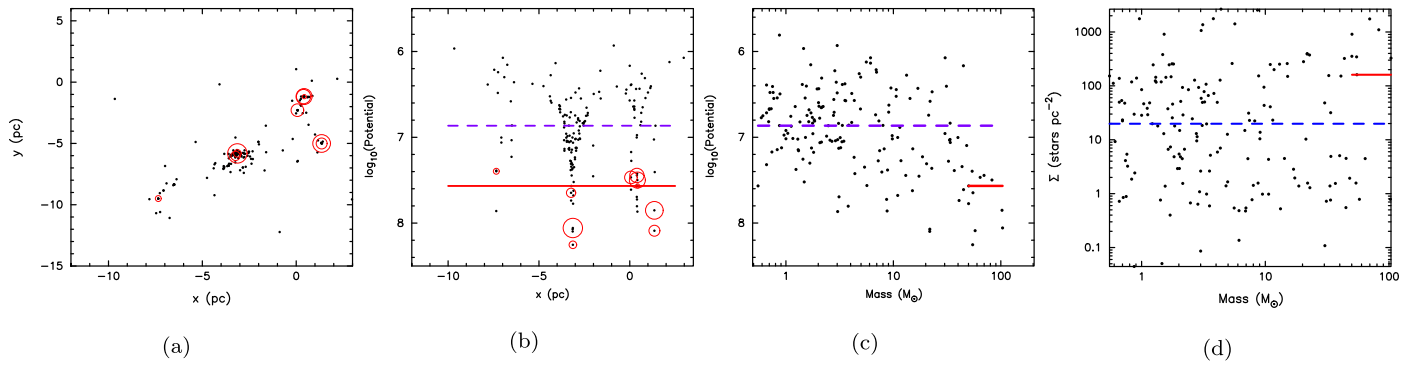 5
0
−5
−10
−15
−10
−5
0
y (pc)
x (pc)
(a)
6
7
8
−10
−5
0
log₁₀(Potential)
x (pc)
(b)
6
7
8
1
10
100
log₁₀(Potential)
Mass (M☉)
(c)
1000
100
10
1
0.1
1
10
100
Σ (stars pc⁻²)
Mass (M☉)
(d)